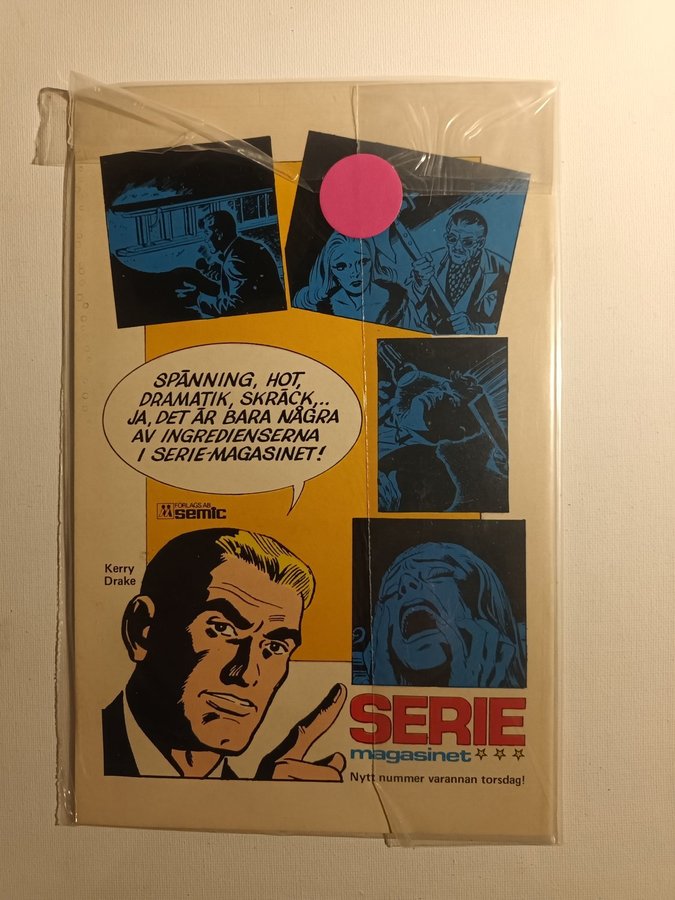 SPÄNNING, HOT,
DRAMATIK, SKRÄCK,..
JA, DET ÄR BARA NÅGRA
AV INGREDIENSERNA
I SERIE-MAGASINET!
FÖRLAGS AB
semic
Kerry
Drake
SERIE
magasinet
Nytt nummer varannan torsdag!